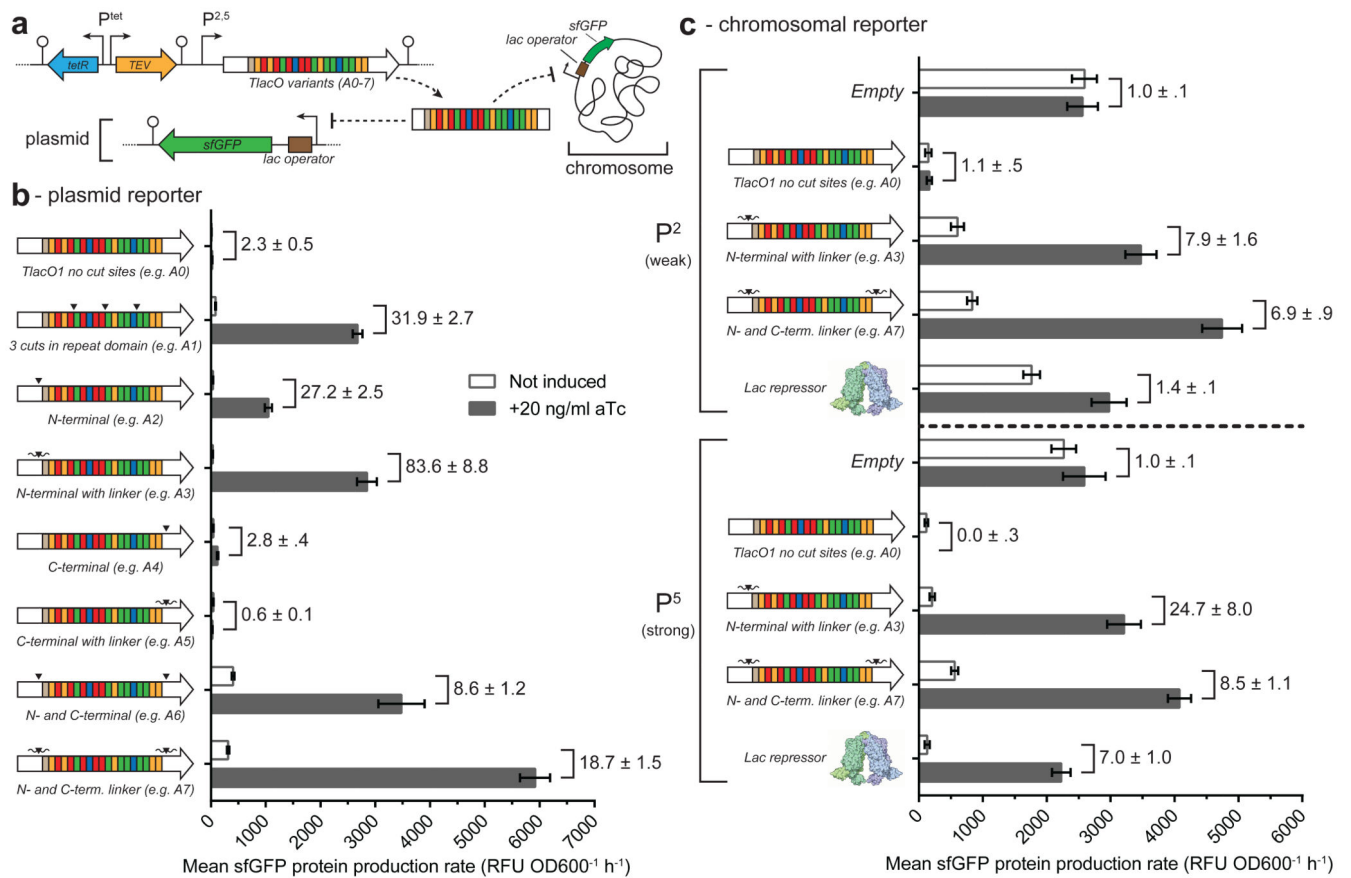 a
Ptet
P2,5
tetR
TEV
TlacO variants (A0-7)
sfGFP
lac operator
plasmid
sfGFP
lac operator
chromosome
b - plasmid reporter
TlacO1 no cut sites (e.g. A0)
2.3 ± 0.5
3 cuts in repeat domain (e.g. A1)
31.9 ± 2.7
N-terminal (e.g. A2)
27.2 ± 2.5
N-terminal with linker (e.g. A3)
83.6 ± 8.8
C-terminal (e.g. A4)
2.8 ± .4
C-terminal with linker (e.g. A5)
0.6 ± 0.1
N- and C-terminal (e.g. A6)
8.6 ± 1.2
N- and C-term. linker (e.g. A7)
18.7 ± 1.5
Not induced
+20 ng/ml aTc
0 1000 2000 3000 4000 5000 6000 7000
Mean sfGFP protein production rate (RFU OD600-1 h-1)
c - chromosomal reporter
P2
(weak)
Empty
1.0 ± .1
TlacO1 no cut sites (e.g. A0)
1.1 ± .5
N-terminal with linker (e.g. A3)
7.9 ± 1.6
N- and C-term. linker (e.g. A7)
6.9 ± .9
Lac repressor
1.4 ± .1
P5
(strong)
Empty
1.0 ± .1
TlacO1 no cut sites (e.g. A0)
0.0 ± .3
N-terminal with linker (e.g. A3)
24.7 ± 8.0
N- and C-term. linker (e.g. A7)
8.5 ± 1.1
Lac repressor
7.0 ± 1.0
0 1000 2000 3000 4000 5000 6000
Mean sfGFP protein production rate (RFU OD600-1 h-1)